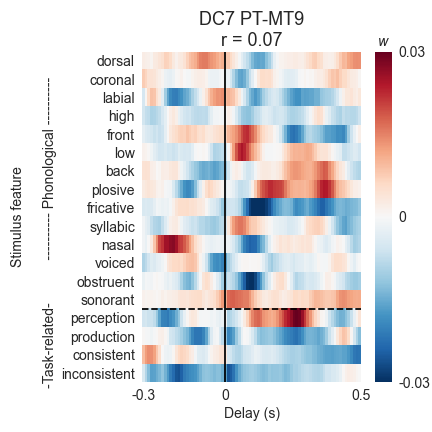 DC7 PT-MT9
r = 0.07
w
dorsal
coronal
labial
high
front
low
back
plosive
fricative
syllabic
nasal
voiced
obstruent
sonorant
perception
production
consistent
inconsistent
Stimulus feature
---------- Phonological ----------
-Task-related-
-0.3
0
0.5
Delay (s)
0.03
0
-0.03